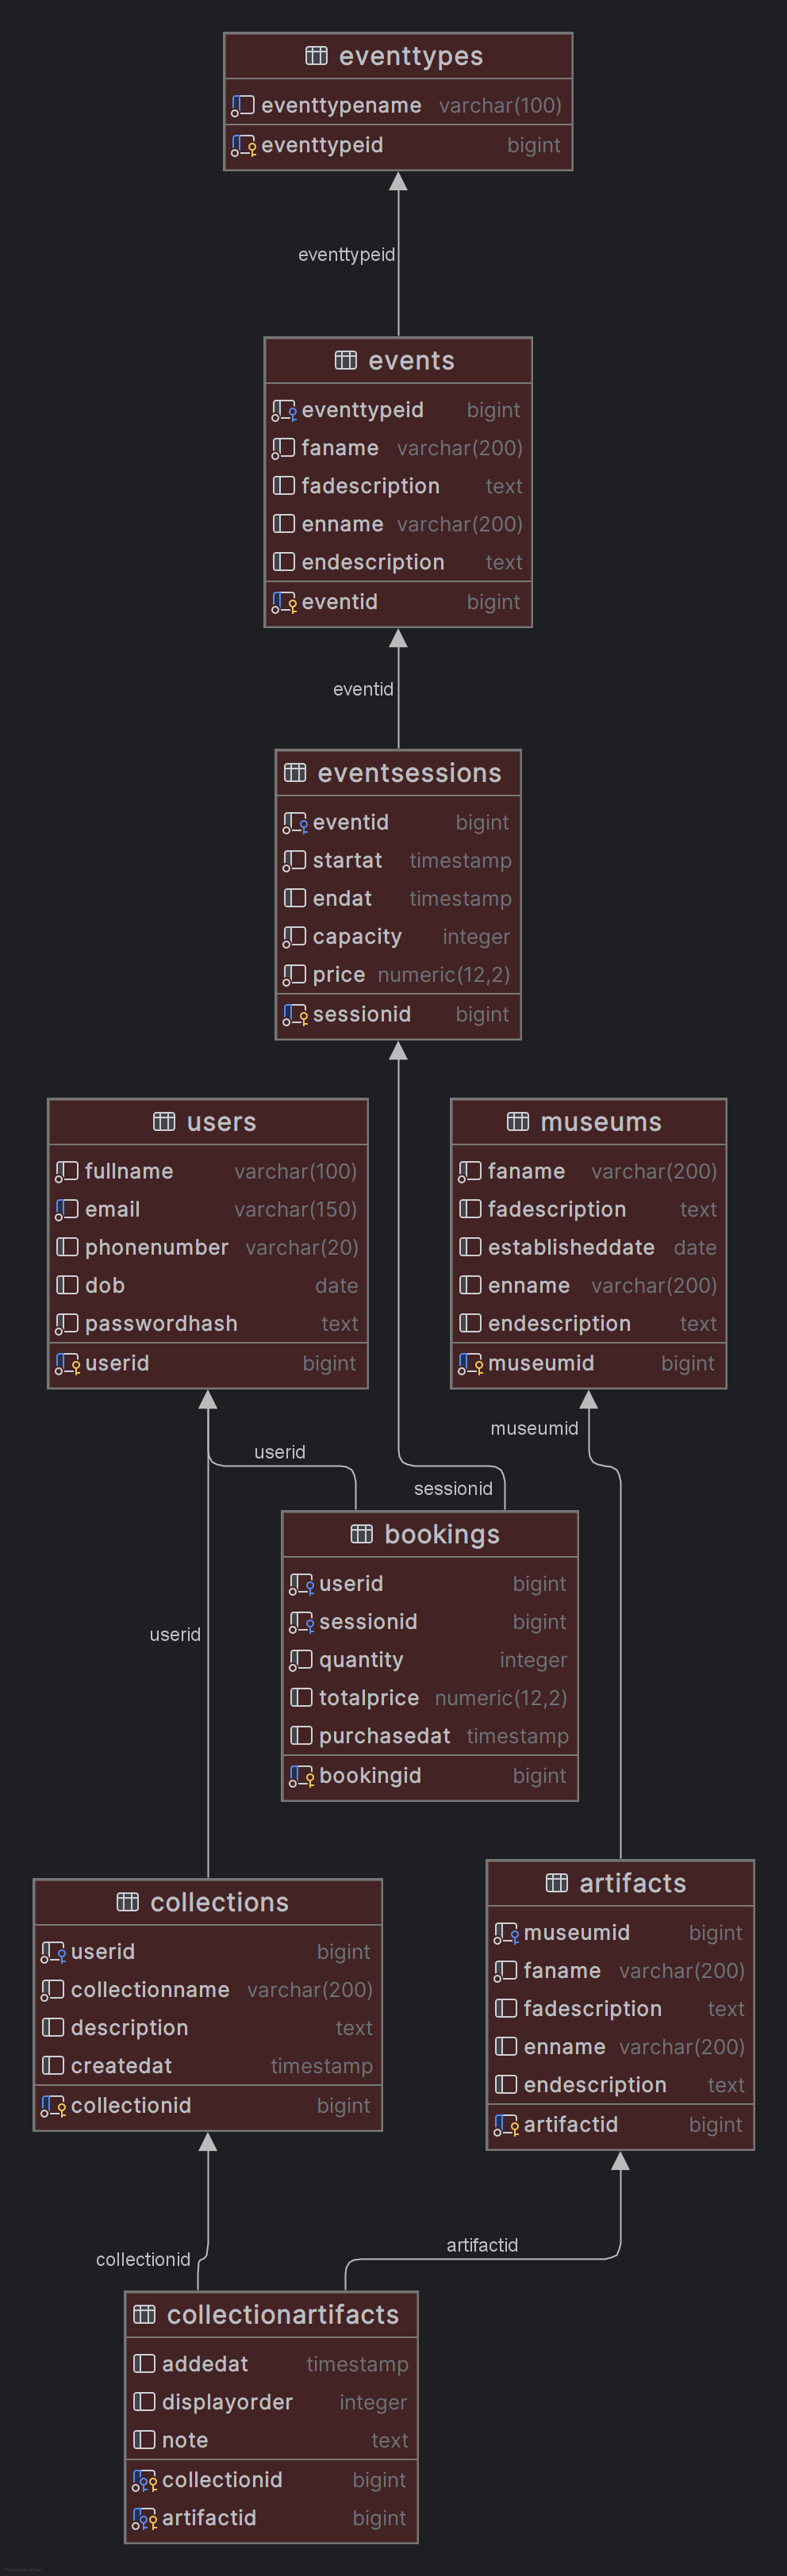 eventtypes
eventtypename varchar(100)
eventtypeid bigint
eventtypeid
events
eventtypeid bigint
faname varchar(200)
fadescription text
enname varchar(200)
endescription text
eventid bigint
eventid
eventsessions
eventid bigint
startat timestamp
endat timestamp
capacity integer
price numeric(12,2)
sessionid bigint
users
fullname varchar(100)
email varchar(150)
phonenumber varchar(20)
dob date
passwordhash text
userid bigint
museums
faname varchar(200)
fadescription text
establisheddate date
enname varchar(200)
endescription text
museumid bigint
museumid
userid
sessionid
bookings
userid bigint
sessionid bigint
quantity integer
totalprice numeric(12,2)
purchasedat timestamp
bookingid bigint
userid
collections
userid bigint
collectionname varchar(200)
description text
createdat timestamp
collectionid bigint
artifacts
museumid bigint
faname varchar(200)
fadescription text
enname varchar(200)
endescription text
artifactid bigint
artifactid
collectionid
collectionartifacts
addedat timestamp
displayorder integer
note text
collectionid bigint
artifactid bigint